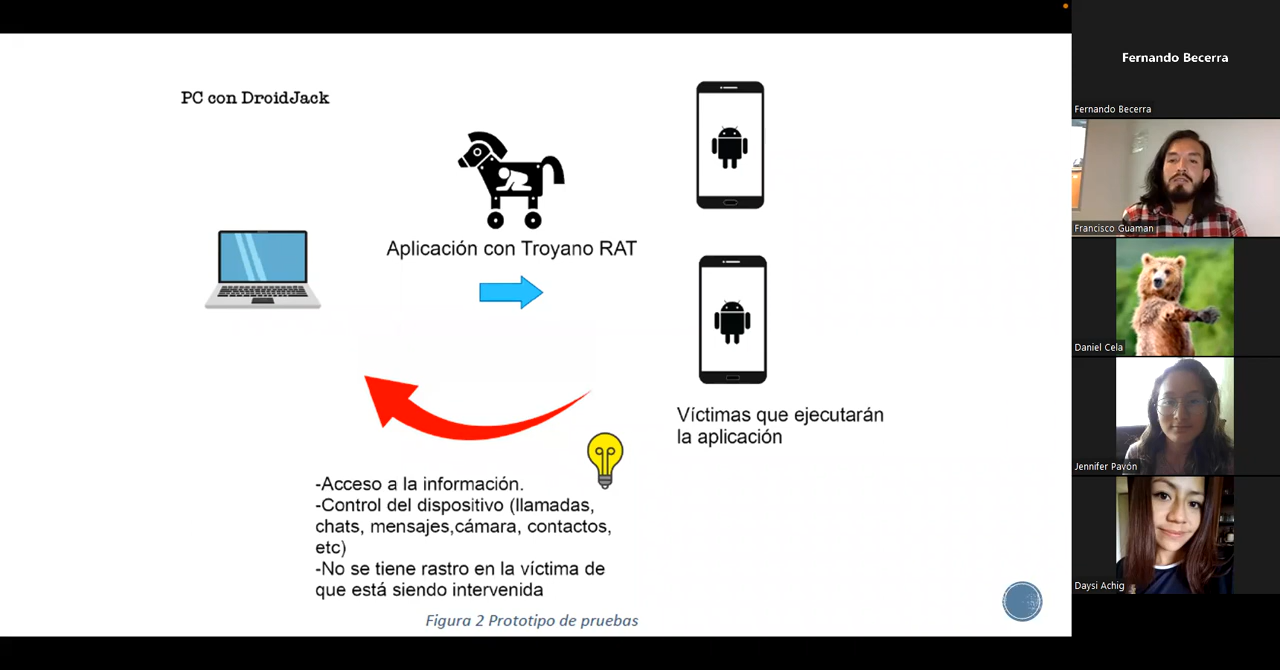 PC con DroidJack
Aplicación con Troyano RAT
Víctimas que ejecutarán
la aplicación
-Acceso a la información.
-Control del dispositivo (llamadas,
chats, mensajes,cámara, contactos,
etc)
-No se tiene rastro en la víctima de
que está siendo intervenida
Figura 2 Prototipo de pruebas
Fernando Becerra
Fernando Becerra
Francisco Guaman
Daniel Cela
Jennifer Pavón
Daysi Achig